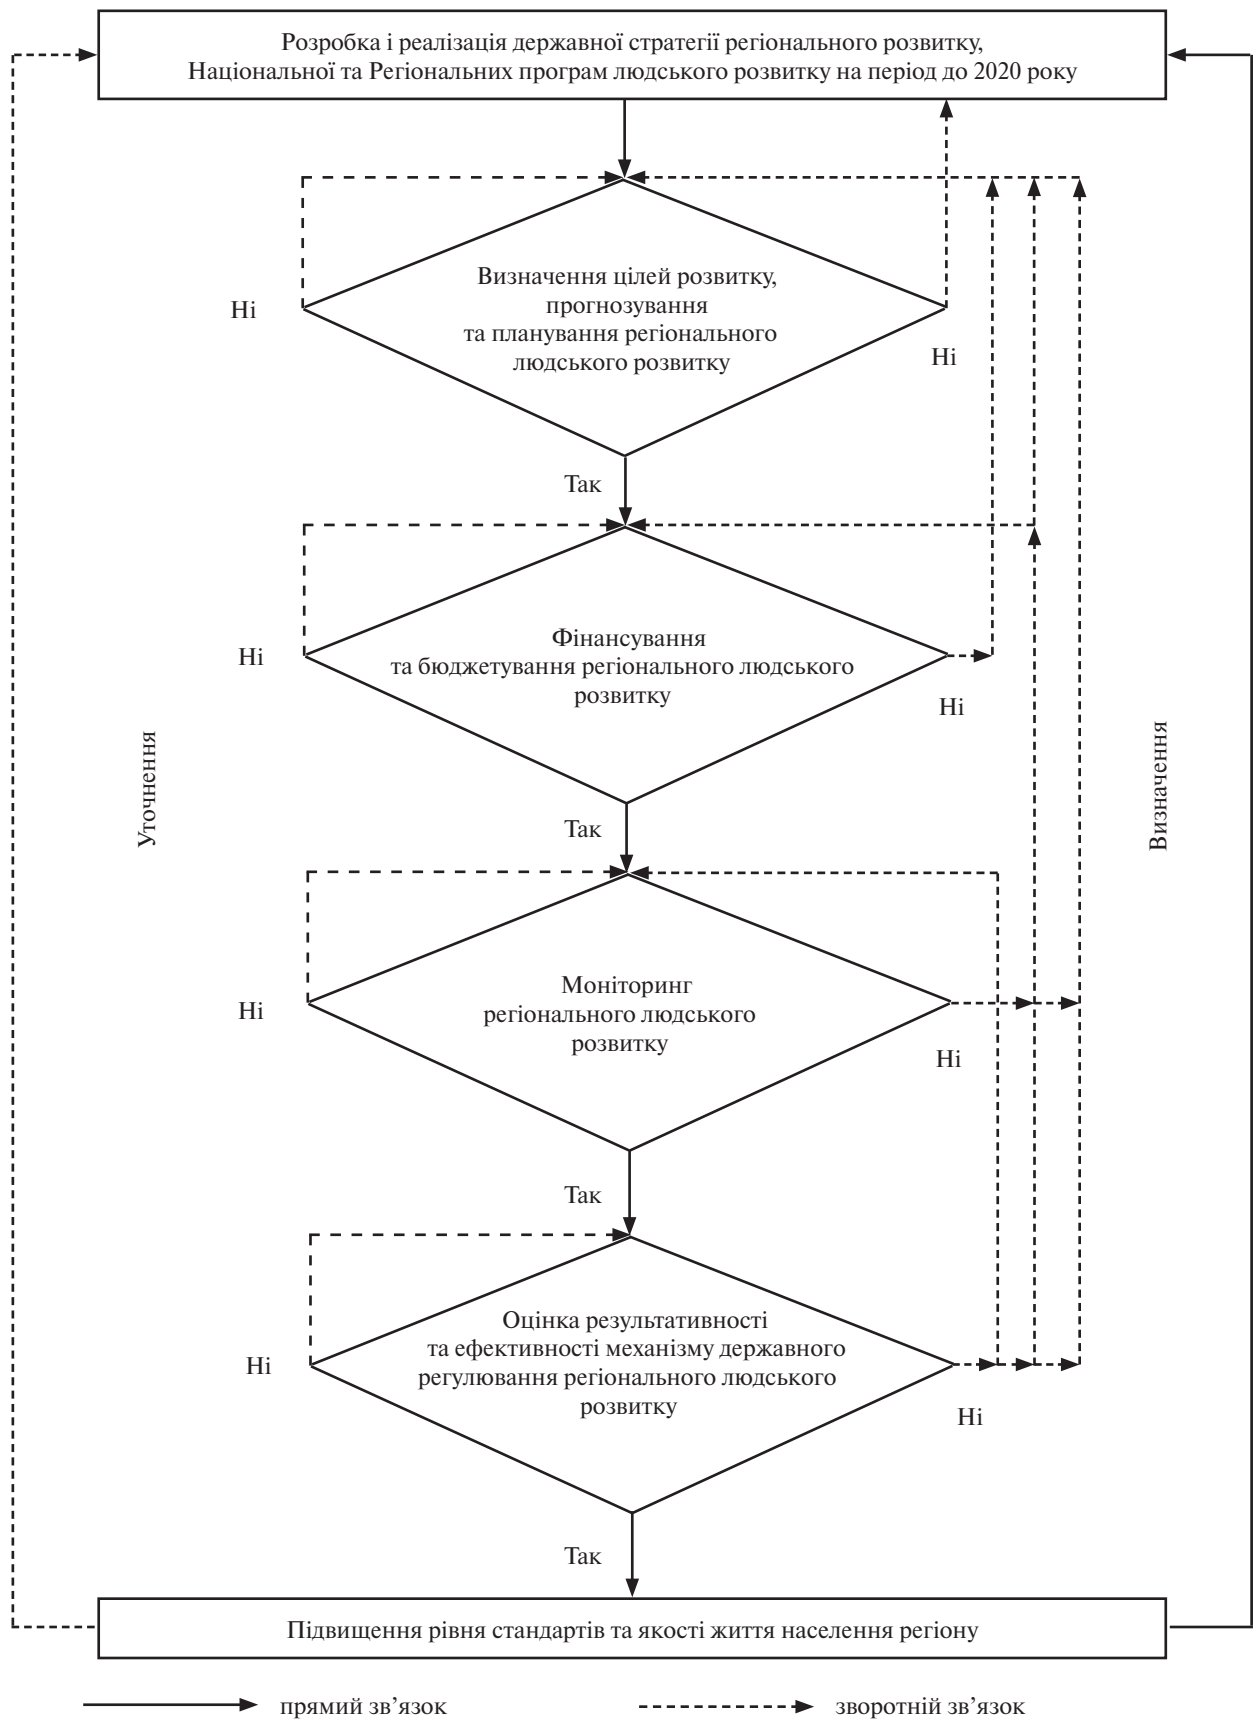 Розробка і реалізація державної стратегії регіонального розвитку,
Національної та Регіональних програм людського розвитку на період до 2020 року
Визначення цілей розвитку,
прогнозування
та планування регіонального
людського розвитку
Ні
Ні
Так
Фінансування
та бюджетування регіонального людського
розвитку
Ні
Ні
Уточнення
Визначення
Так
Моніторинг
регіонального людського
розвитку
Ні
Ні
Так
Оцінка результативності
та ефективності механізму державного
регулювання регіонального людського
розвитку
Ні
Ні
Так
Підвищення рівня стандартів та якості життя населення регіону
прямий зв’язок
зворотній зв’язок